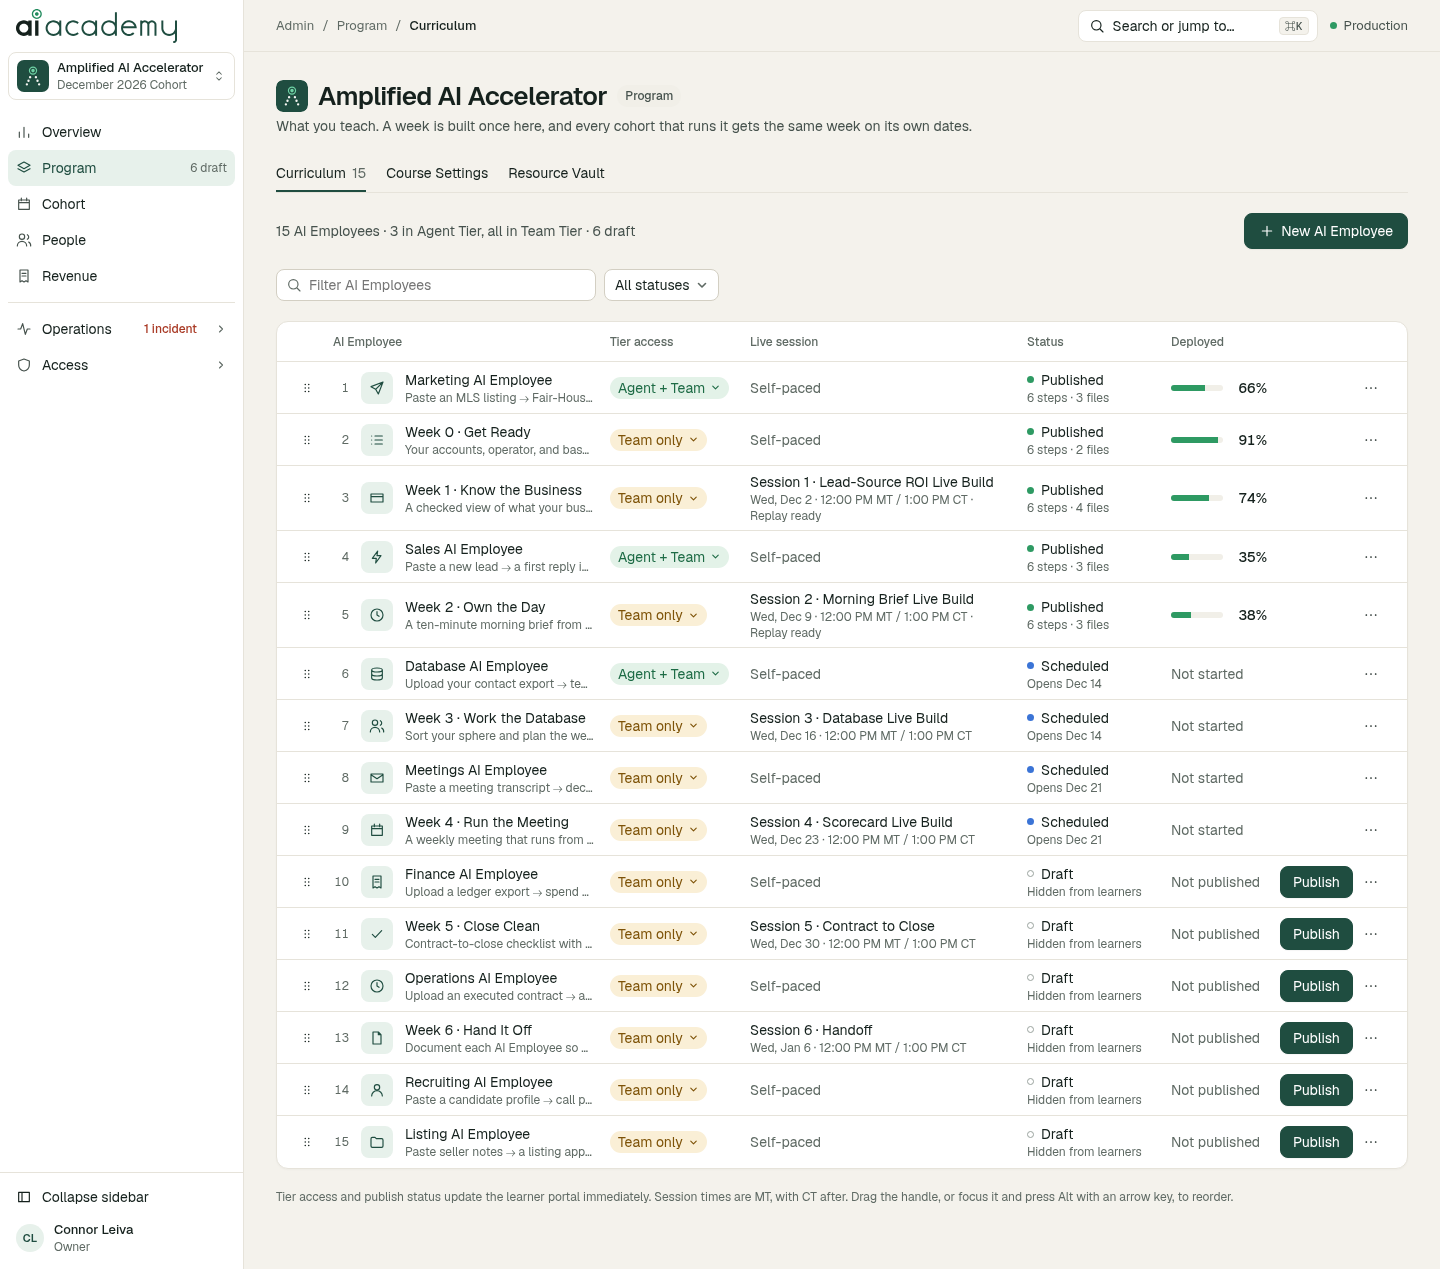 ai academy
Amplified AI Accelerator
December 2026 Cohort
Overview
Program 6 draft
Cohort
People
Revenue
Operations 1 incident
Access
Collapse sidebar
CL
Connor Leiva
Owner
Admin / Program / Curriculum
Search or jump to… ⌘K
Production
Amplified AI Accelerator Program
What you teach. A week is built once here, and every cohort that runs it gets the same week on its own dates.
Curriculum 15 Course Settings Resource Vault
15 AI Employees · 3 in Agent Tier, all in Team Tier · 6 draft
+ New AI Employee
Filter AI Employees All statuses
AI Employee Tier access Live session Status Deployed
1 Marketing AI Employee Agent + Team Self-paced Published 66% ···
Paste an MLS listing → Fair-Hous… 6 steps · 3 files
2 Week 0 · Get Ready Team only Self-paced Published 91% ···
Your accounts, operator, and bas… 6 steps · 2 files
3 Week 1 · Know the Business Team only Session 1 · Lead-Source ROI Live Build Published 74% ···
A checked view of what your bus… Wed, Dec 2 · 12:00 PM MT / 1:00 PM CT · 6 steps · 4 files
Replay ready
4 Sales AI Employee Agent + Team Self-paced Published 35% ···
Paste a new lead → a first reply i… 6 steps · 3 files
5 Week 2 · Own the Day Team only Session 2 · Morning Brief Live Build Published 38% ···
A ten-minute morning brief from … Wed, Dec 9 · 12:00 PM MT / 1:00 PM CT · 6 steps · 3 files
Replay ready
6 Database AI Employee Agent + Team Self-paced Scheduled Not started ···
Upload your contact export → te… Opens Dec 14
7 Week 3 · Work the Database Team only Session 3 · Database Live Build Scheduled Not started ···
Sort your sphere and plan the we… Wed, Dec 16 · 12:00 PM MT / 1:00 PM CT Opens Dec 14
8 Meetings AI Employee Team only Self-paced Scheduled Not started ···
Paste a meeting transcript → dec… Opens Dec 21
9 Week 4 · Run the Meeting Team only Session 4 · Scorecard Live Build Scheduled Not started ···
A weekly meeting that runs from … Wed, Dec 23 · 12:00 PM MT / 1:00 PM CT Opens Dec 21
10 Finance AI Employee Team only Self-paced Draft Not published Publish ···
Upload a ledger export → spend … Hidden from learners
11 Week 5 · Close Clean Team only Session 5 · Contract to Close Draft Not published Publish ···
Contract-to-close checklist with … Wed, Dec 30 · 12:00 PM MT / 1:00 PM CT Hidden from learners
12 Operations AI Employee Team only Self-paced Draft Not published Publish ···
Upload an executed contract → a… Hidden from learners
13 Week 6 · Hand It Off Team only Session 6 · Handoff Draft Not published Publish ···
Document each AI Employee so … Wed, Jan 6 · 12:00 PM MT / 1:00 PM CT Hidden from learners
14 Recruiting AI Employee Team only Self-paced Draft Not published Publish ···
Paste a candidate profile → call p… Hidden from learners
15 Listing AI Employee Team only Self-paced Draft Not published Publish ···
Paste seller notes → a listing app… Hidden from learners
Tier access and publish status update the learner portal immediately. Session times are MT, with CT after. Drag the handle, or focus it and press Alt with an arrow key, to reorder.